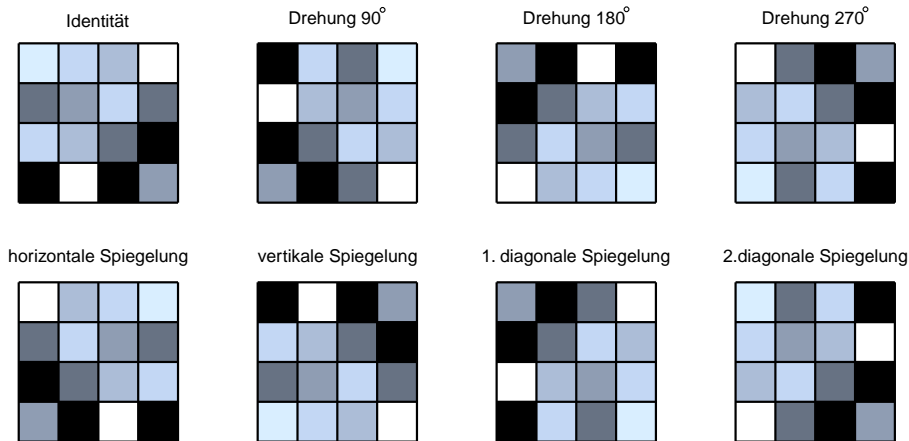 Identität
Drehung 90°
Drehung 180°
Drehung 270°
horizontale Spiegelung
vertikale Spiegelung
1. diagonale Spiegelung
2.diagonale Spiegelung